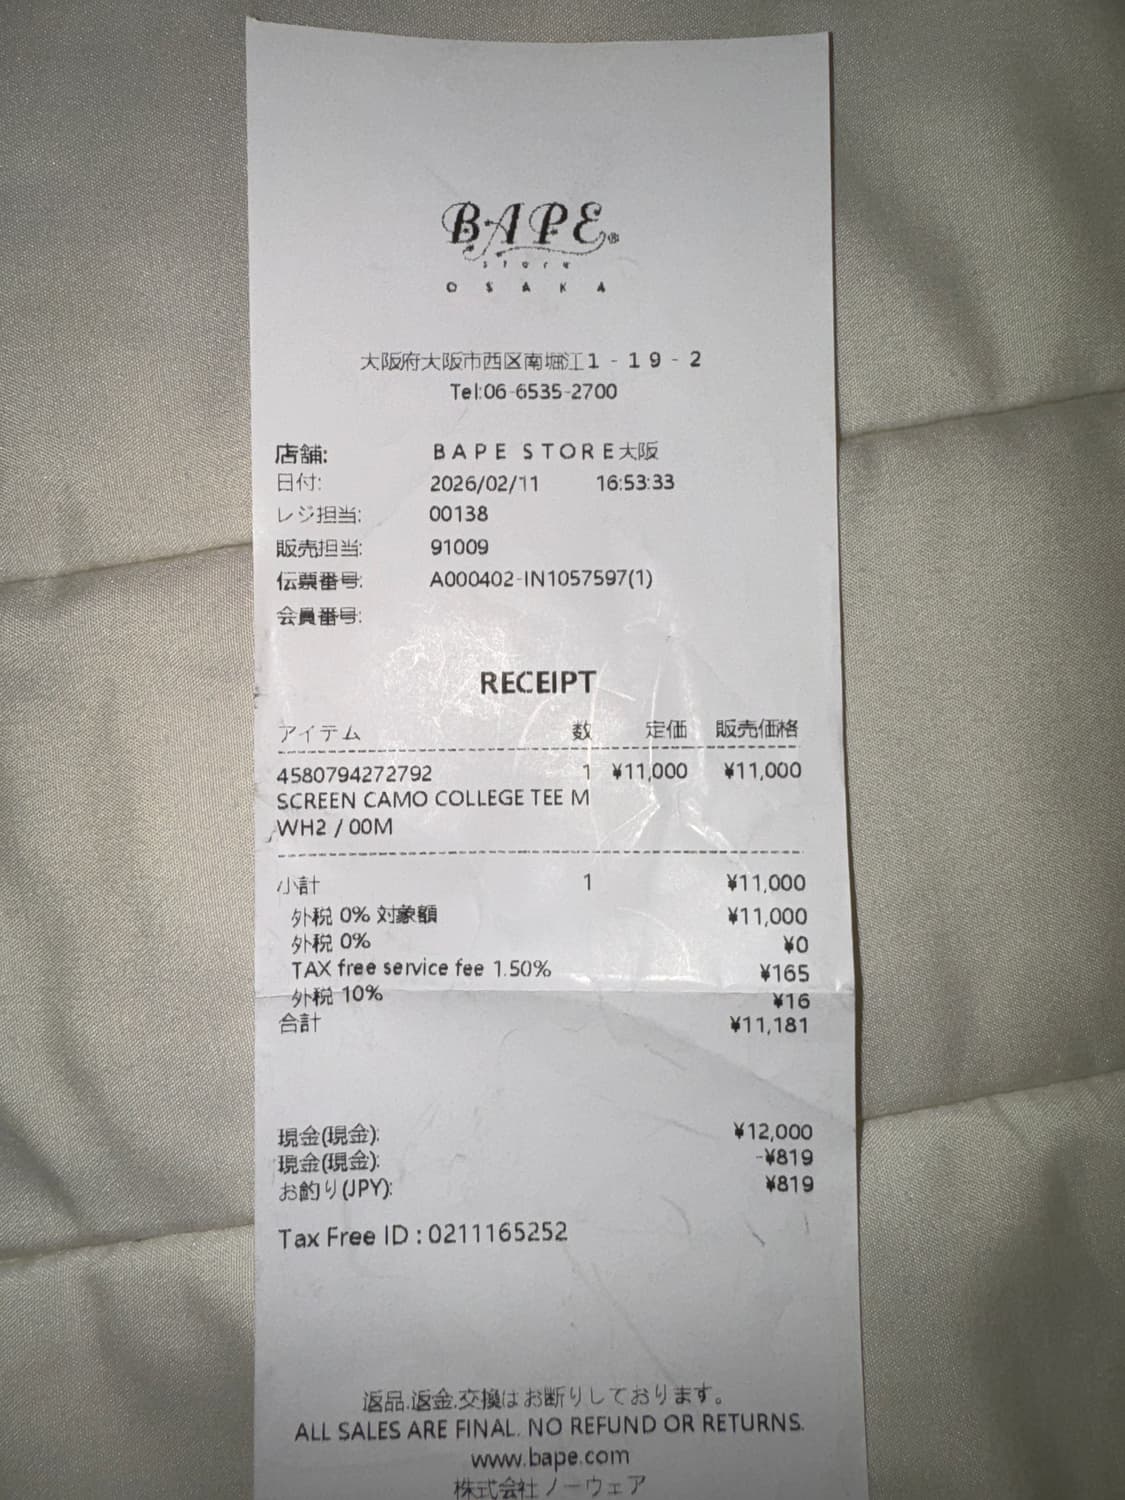 BAPE®
store
OSAKA
大阪府大阪市西区南堀江1-19-2
Tel:06-6535-2700
店舗: BAPE STORE大阪
日付: 2026/02/11 16:53:33
レジ担当: 00138
販売担当: 91009
伝票番号: A000402-IN1057597(1)
会員番号:
RECEIPT
アイテム 数 定価 販売価格
4580794272792 1 ¥11,000 ¥11,000
SCREEN CAMO COLLEGE TEE M
WH2 / 00M
小計 1 ¥11,000
外税 0% 対象額 ¥11,000
外税 0% ¥0
TAX free service fee 1.50% ¥165
外税 10% ¥16
合計 ¥11,181
現金(現金): ¥12,000
現金(現金): -¥819
お釣り(JPY): ¥819
Tax Free ID : 0211165252
返品.返金.交換はお断りしております。
ALL SALES ARE FINAL. NO REFUND OR RETURNS.
www.bape.com
株式会社ノーウェア